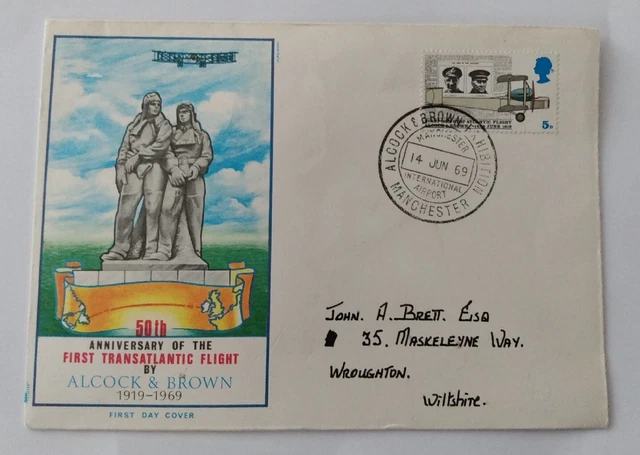 50th
ANNIVERSARY OF THE
FIRST TRANSATLANTIC FLIGHT
BY
ALCOCK & BROWN
1919-1969
FIRST DAY COVER
5D
ALCOCK & BROWN EXHIBITION
MANCHESTER
14 JUN 69
INTERNATIONAL
AIRPORT
MANCHESTER
JOHN. A. BRETT. ESQ
35. MASKELEYNE WAY.
WROUGHTON.
Wiltshire.